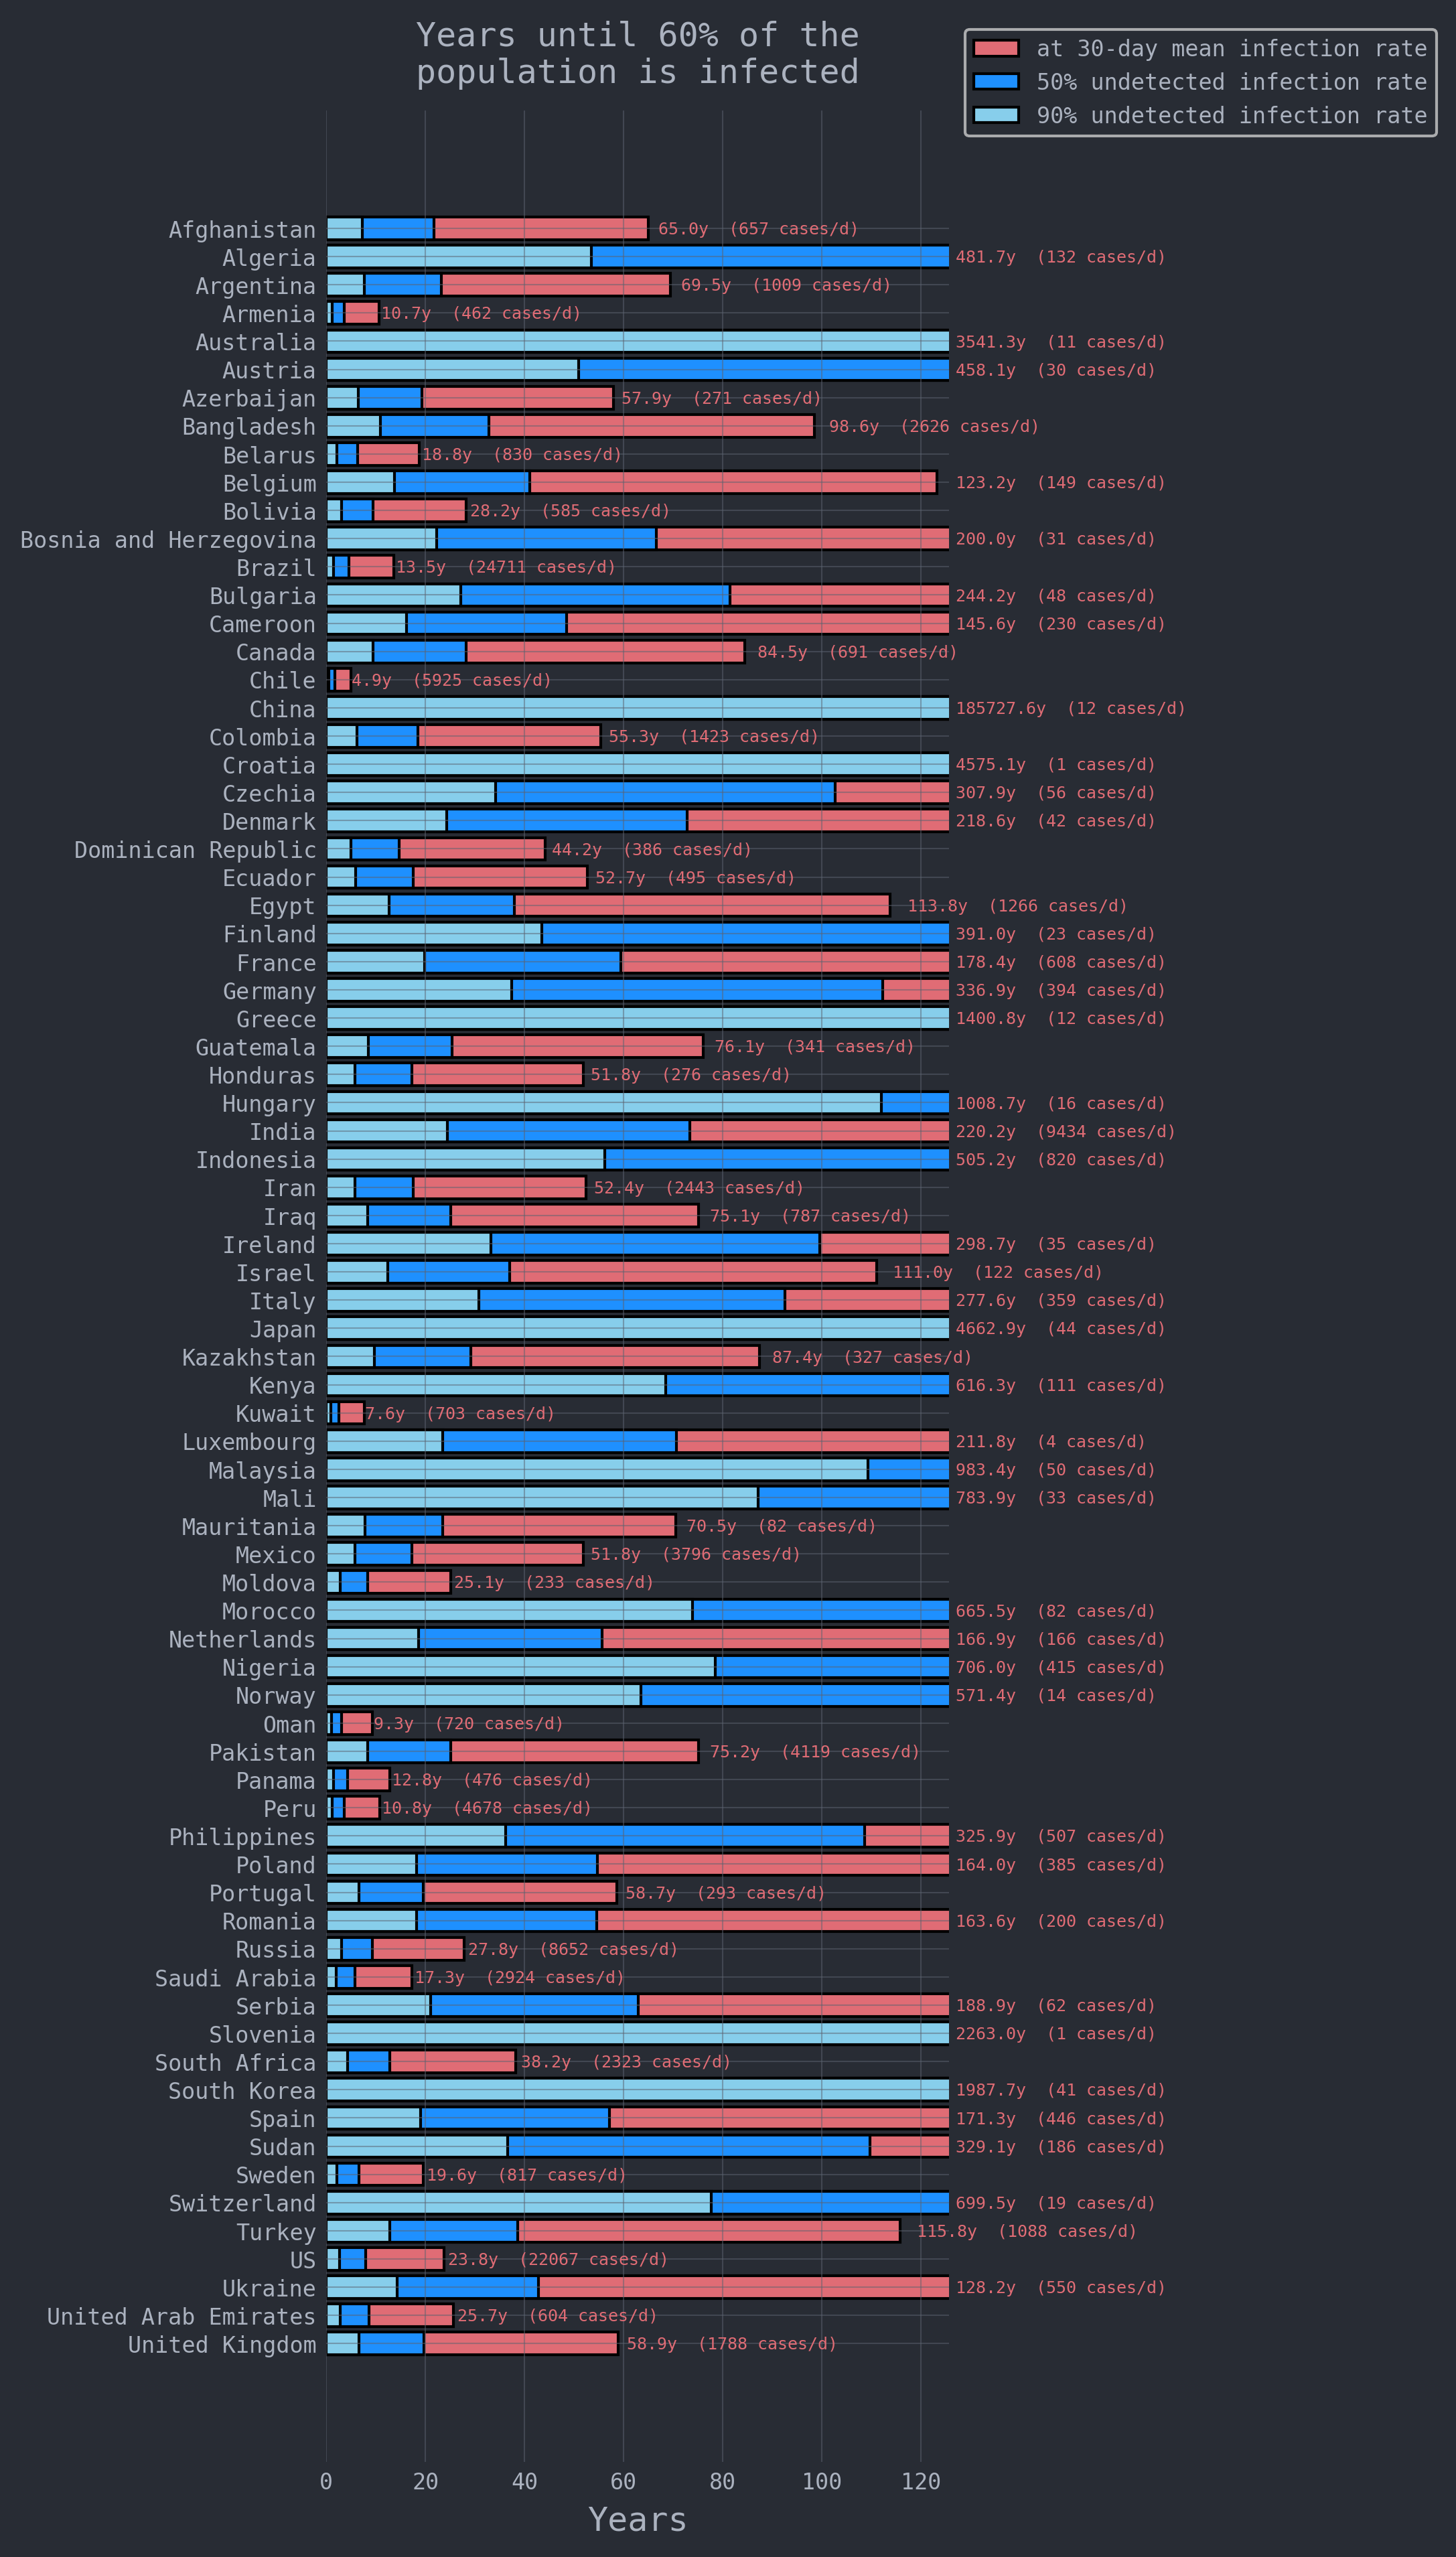 Years until 60% of the
population is infected
at 30-day mean infection rate
50% undetected infection rate
90% undetected infection rate
Afghanistan 65.0y (657 cases/d)
Algeria 481.7y (132 cases/d)
Argentina 69.5y (1009 cases/d)
Armenia 10.7y (462 cases/d)
Australia 3541.3y (11 cases/d)
Austria 458.1y (30 cases/d)
Azerbaijan 57.9y (271 cases/d)
Bangladesh 98.6y (2626 cases/d)
Belarus 18.8y (830 cases/d)
Belgium 123.2y (149 cases/d)
Bolivia 28.2y (585 cases/d)
Bosnia and Herzegovina 200.0y (31 cases/d)
Brazil 13.5y (24711 cases/d)
Bulgaria 244.2y (48 cases/d)
Cameroon 145.6y (230 cases/d)
Canada 84.5y (691 cases/d)
Chile 4.9y (5925 cases/d)
China 185727.6y (12 cases/d)
Colombia 55.3y (1423 cases/d)
Croatia 4575.1y (1 cases/d)
Czechia 307.9y (56 cases/d)
Denmark 218.6y (42 cases/d)
Dominican Republic 44.2y (386 cases/d)
Ecuador 52.7y (495 cases/d)
Egypt 113.8y (1266 cases/d)
Finland 391.0y (23 cases/d)
France 178.4y (608 cases/d)
Germany 336.9y (394 cases/d)
Greece 1400.8y (12 cases/d)
Guatemala 76.1y (341 cases/d)
Honduras 51.8y (276 cases/d)
Hungary 1008.7y (16 cases/d)
India 220.2y (9434 cases/d)
Indonesia 505.2y (820 cases/d)
Iran 52.4y (2443 cases/d)
Iraq 75.1y (787 cases/d)
Ireland 298.7y (35 cases/d)
Israel 111.0y (122 cases/d)
Italy 277.6y (359 cases/d)
Japan 4662.9y (44 cases/d)
Kazakhstan 87.4y (327 cases/d)
Kenya 616.3y (111 cases/d)
Kuwait 7.6y (703 cases/d)
Luxembourg 211.8y (4 cases/d)
Malaysia 983.4y (50 cases/d)
Mali 783.9y (33 cases/d)
Mauritania 70.5y (82 cases/d)
Mexico 51.8y (3796 cases/d)
Moldova 25.1y (233 cases/d)
Morocco 665.5y (82 cases/d)
Netherlands 166.9y (166 cases/d)
Nigeria 706.0y (415 cases/d)
Norway 571.4y (14 cases/d)
Oman 9.3y (720 cases/d)
Pakistan 75.2y (4119 cases/d)
Panama 12.8y (476 cases/d)
Peru 10.8y (4678 cases/d)
Philippines 325.9y (507 cases/d)
Poland 164.0y (385 cases/d)
Portugal 58.7y (293 cases/d)
Romania 163.6y (200 cases/d)
Russia 27.8y (8652 cases/d)
Saudi Arabia 17.3y (2924 cases/d)
Serbia 188.9y (62 cases/d)
Slovenia 2263.0y (1 cases/d)
South Africa 38.2y (2323 cases/d)
South Korea 1987.7y (41 cases/d)
Spain 171.3y (446 cases/d)
Sudan 329.1y (186 cases/d)
Sweden 19.6y (817 cases/d)
Switzerland 699.5y (19 cases/d)
Turkey 115.8y (1088 cases/d)
US 23.8y (22067 cases/d)
Ukraine 128.2y (550 cases/d)
United Arab Emirates 25.7y (604 cases/d)
United Kingdom 58.9y (1788 cases/d)
0 20 40 60 80 100 120
Years